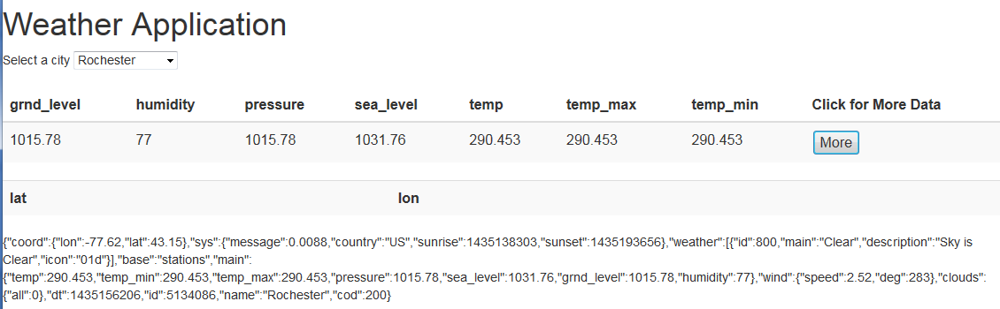 Weather Application
Select a city Rochester
grnd_level humidity pressure sea_level temp temp_max temp_min Click for More Data
1015.78 77 1015.78 1031.76 290.453 290.453 290.453 More
lat lon
{"coord":{"lon":-77.62,"lat":43.15},"sys":{"message":0.0088,"country":"US","sunrise":1435138303,"sunset":1435193656},"weather":[{"id":800,"main":"Clear","description":"Sky is
Clear","icon":"01d"}],"base":"stations","main":
{"temp":290.453,"temp_min":290.453,"temp_max":290.453,"pressure":1015.78,"sea_level":1031.76,"grnd_level":1015.78,"humidity":77},"wind":{"speed":2.52,"deg":283},"clouds":
{"all":0},"dt":1435156206,"id":5134086,"name":"Rochester","cod":200}